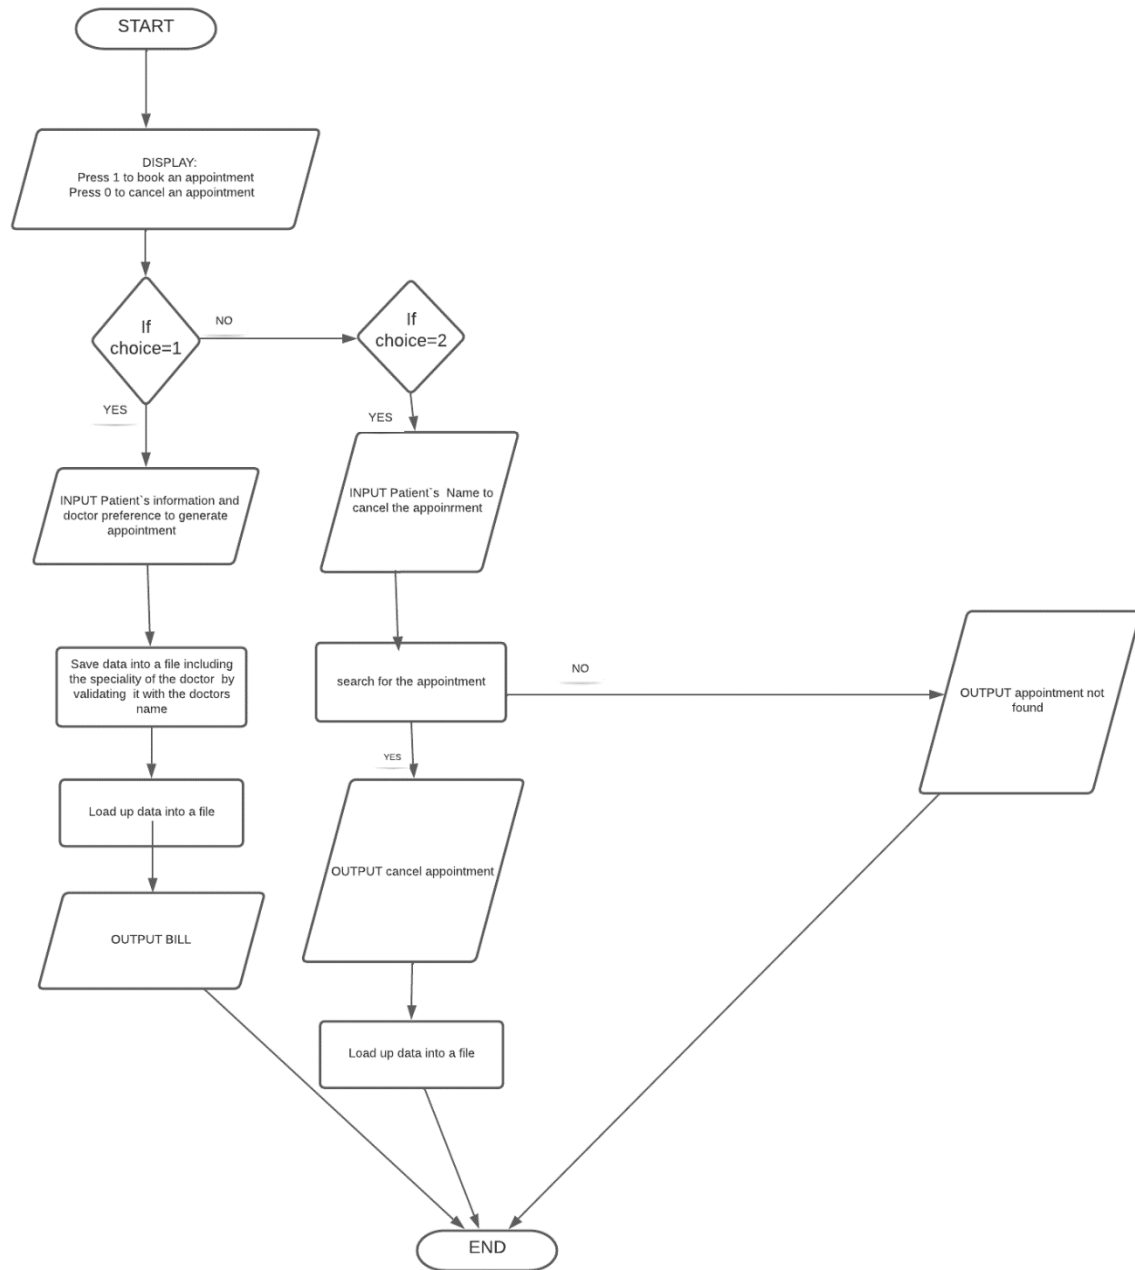 START
DISPLAY:
Press 1 to book an appointment
Press 0 to cancel an appointment
If
choice=1
NO
If
choice=2
YES
INPUT Patient`s information and
doctor preference to generate
appointment
Save data into a file including
the speciality of the doctor by
validating it with the doctors
name
Load up data into a file
OUTPUT BILL
YES
INPUT Patient`s Name to
cancel the appoinrment
search for the appointment
NO
OUTPUT appointment not
found
YES
OUTPUT cancel appointment
Load up data into a file
END